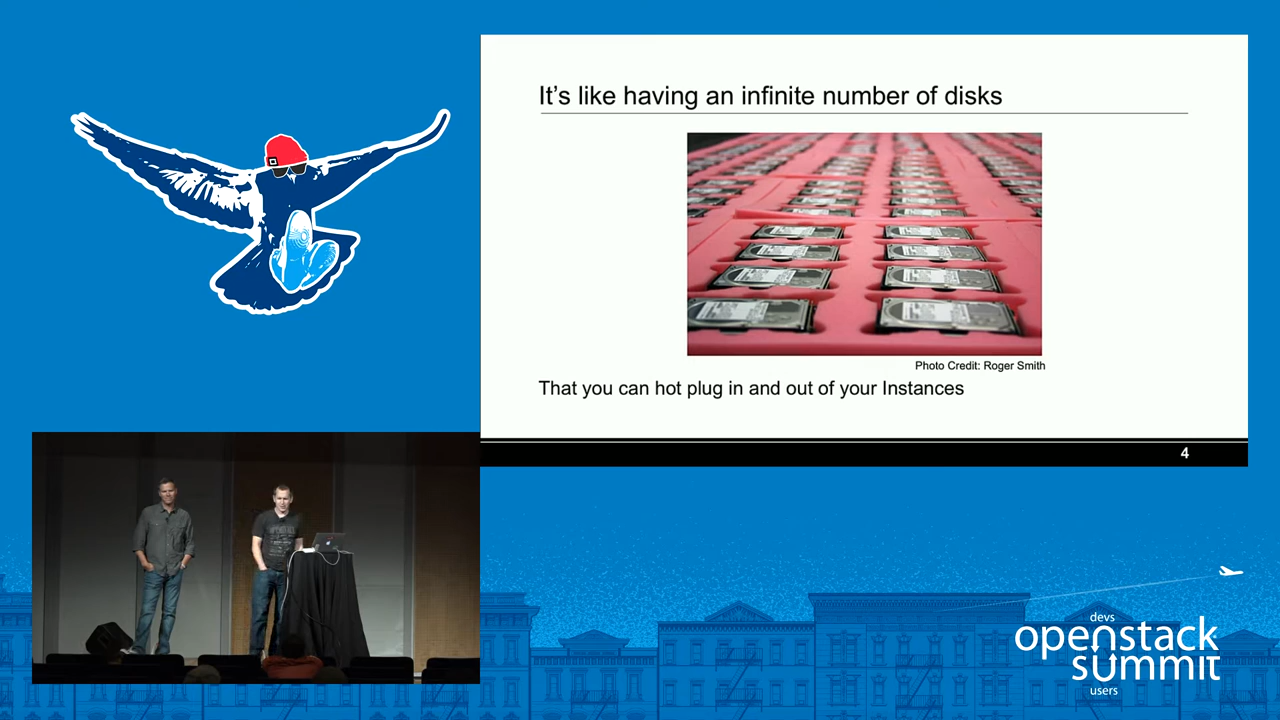 It's like having an infinite number of disks
Photo Credit: Roger Smith
That you can hot plug in and out of your Instances
4
devs
openstack
summit
users